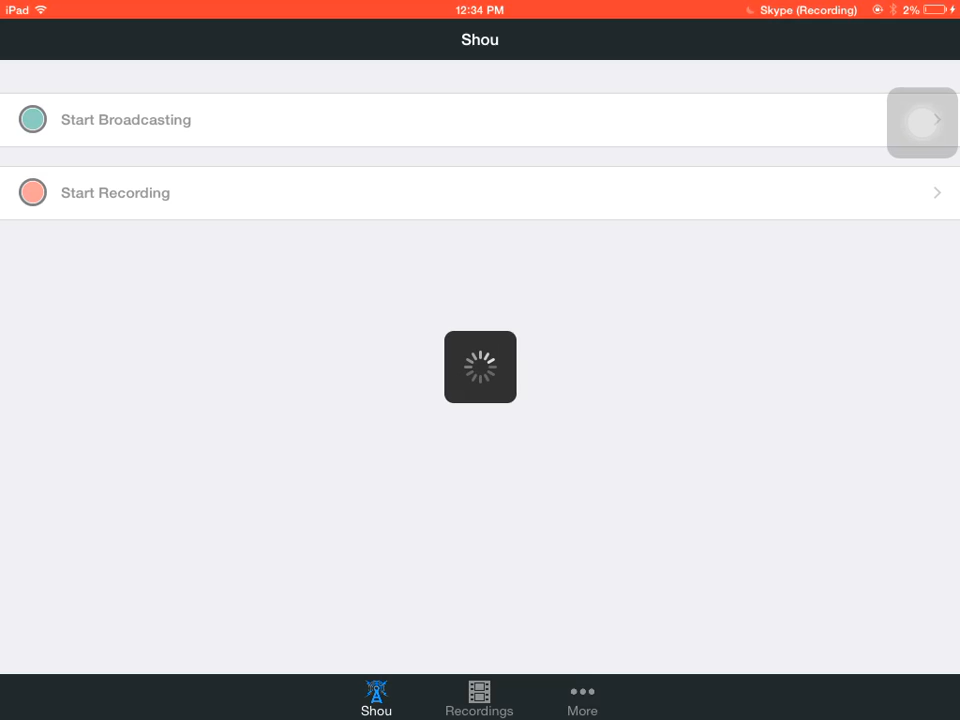 iPad 12:34 PM Skype (Recording) 2%
Shou
Start Broadcasting
Start Recording
Shou Recordings More